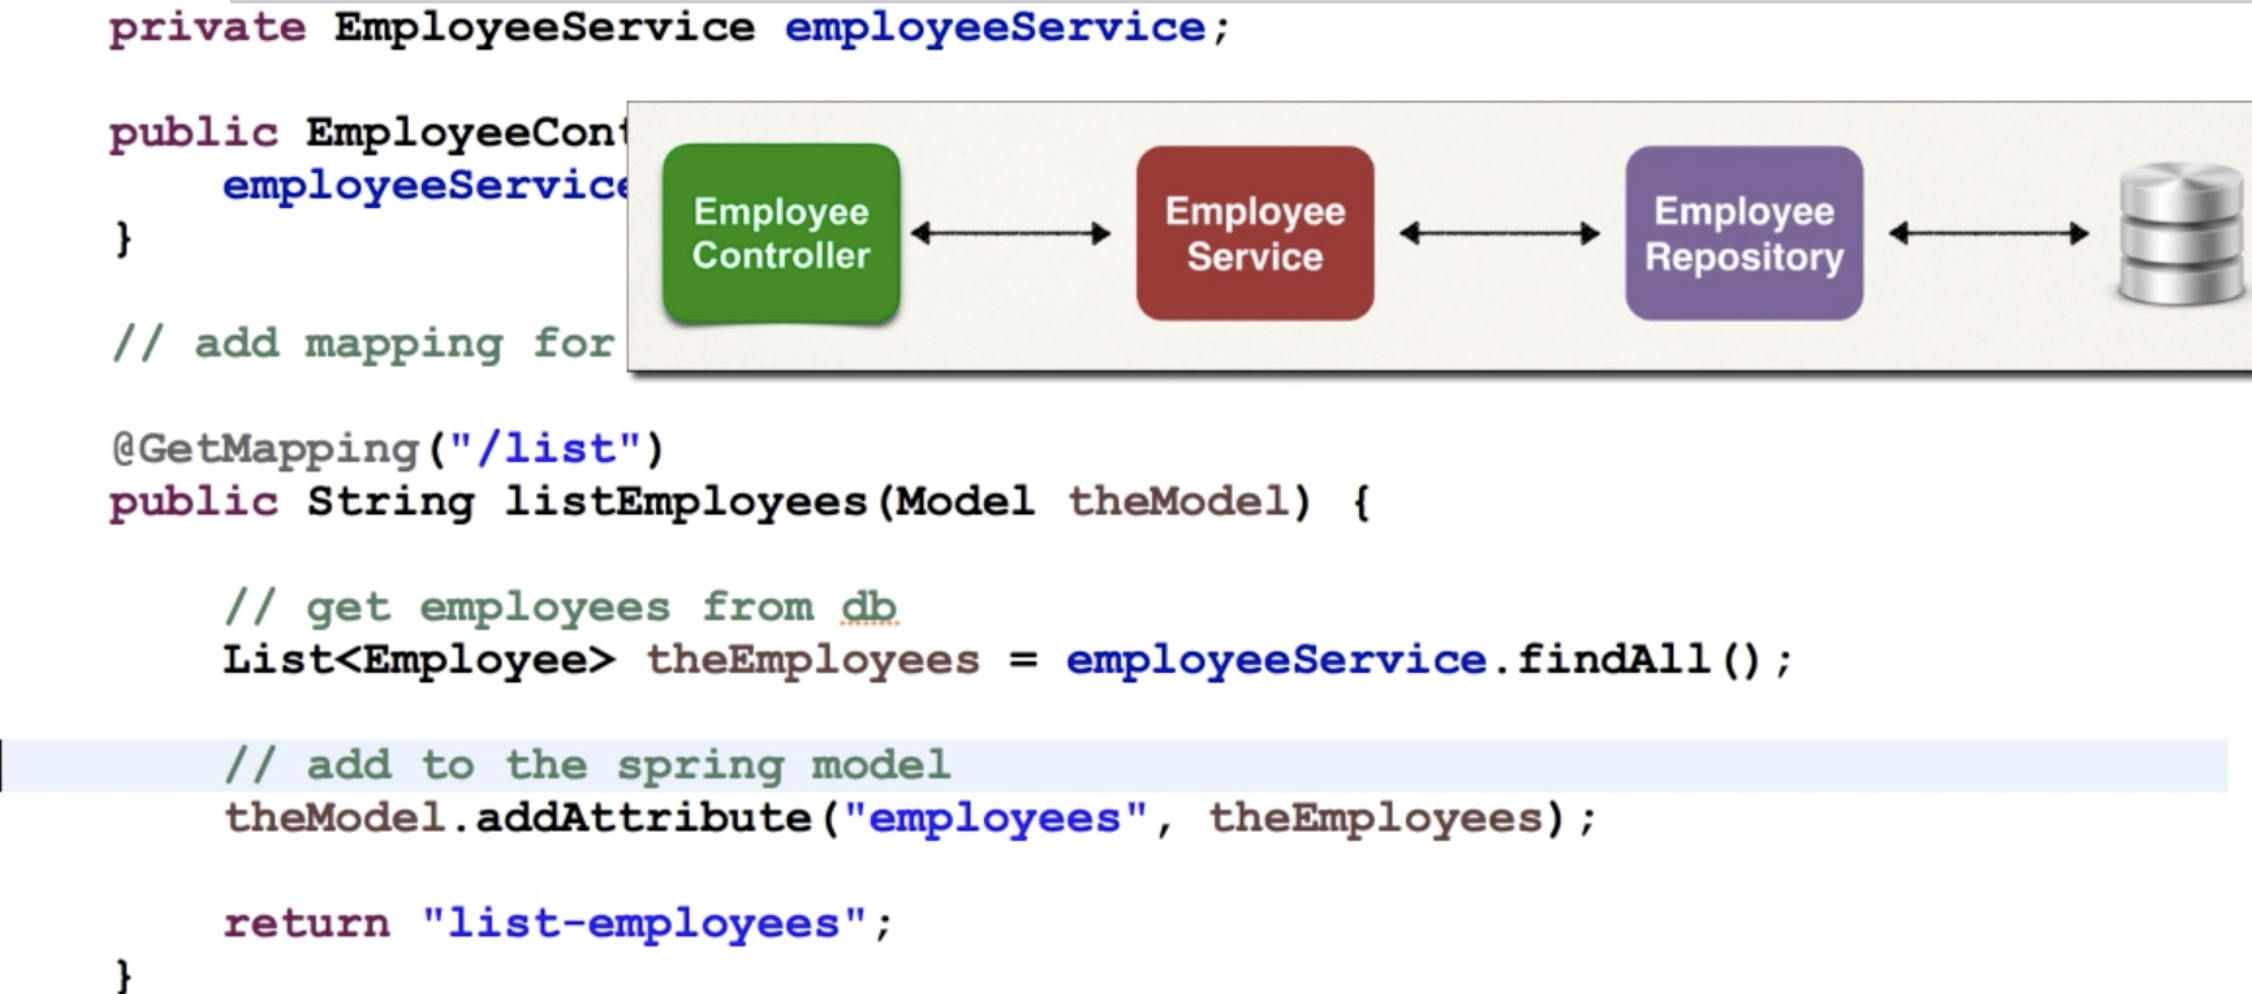 private EmployeeService employeeService;
public EmployeeCont
employeeService
}
Employee
Controller
Employee
Service
Employee
Repository
// add mapping for
@GetMapping("/list")
public String listEmployees(Model theModel) {
// get employees from db
List<Employee> theEmployees = employeeService.findAll();
// add to the spring model
theModel.addAttribute("employees", theEmployees);
return "list-employees";
}